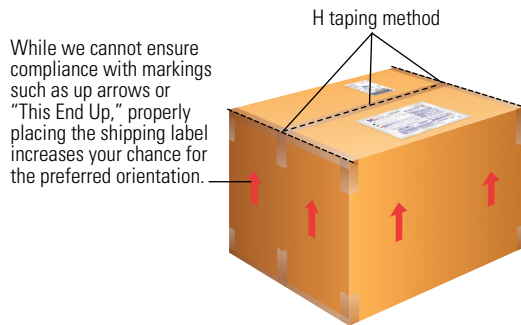 H taping method
While we cannot ensure
compliance with markings
such as up arrows or
“This End Up,” properly
placing the shipping label
increases your chance for
the preferred orientation.